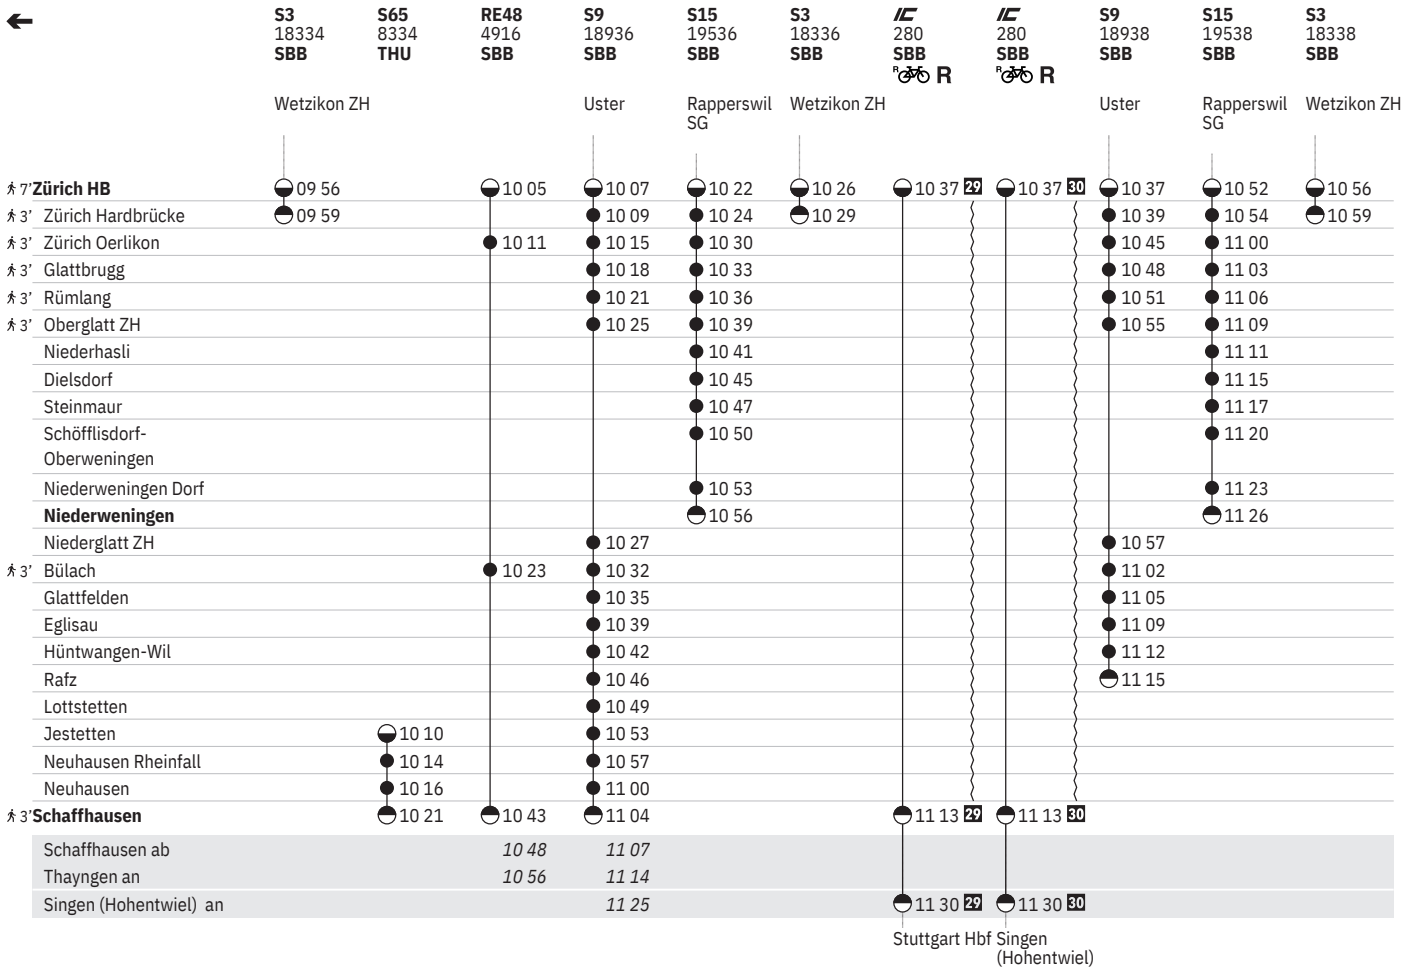 S3 S65 RE48 S9 S15 S3 IC IC S9 S15 S3
18334 8334 4916 18936 19536 18336 280 280 18938 19538 18338
SBB THU SBB SBB SBB SBB SBB SBB SBB SBB SBB
R R R R
Wetzikon ZH Uster Rapperswil Wetzikon ZH Uster Rapperswil Wetzikon ZH
SG SG
7’ Zürich HB 09 56 10 05 10 07 10 22 10 26 10 37 29 10 37 30 10 37 10 52 10 56
3’ Zürich Hardbrücke 09 59 10 09 10 24 10 29 10 39 10 54 10 59
3’ Zürich Oerlikon 10 11 10 15 10 30 10 45 11 00
3’ Glattbrugg 10 18 10 33 10 48 11 03
3’ Rümlang 10 21 10 36 10 51 11 06
3’ Oberglatt ZH 10 25 10 39 10 55 11 09
Niederhasli 10 41 11 11
Dielsdorf 10 45 11 15
Steinmaur 10 47 11 17
Schöfflisdorf- 10 50 11 20
Oberweningen
Niederweningen Dorf 10 53 11 23
Niederweningen 10 56 11 26
Niederglatt ZH 10 27 10 57
3’ Bülach 10 23 10 32 11 02
Glattfelden 10 35 11 05
Eglisau 10 39 11 09
Hüntwangen-Wil 10 42 11 12
Rafz 10 46 11 15
Lottstetten 10 49
Jestetten 10 10 10 53
Neuhausen Rheinfall 10 14 10 57
Neuhausen 10 16 11 00
3’ Schaffhausen 10 21 10 43 11 04 11 13 29 11 13 30
Schaffhausen ab 10 48 11 07
Thayngen an 10 56 11 14
Singen (Hohentwiel) an 11 25 11 30 29 11 30 30
Stuttgart Hbf Singen
(Hohentwiel)